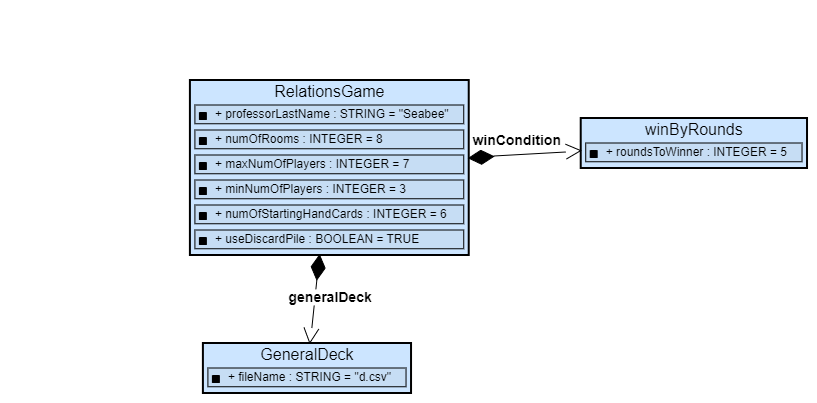 RelationsGame
+ professorLastName : STRING = "Seabee"
+ numOfRooms : INTEGER = 8
+ maxNumOfPlayers : INTEGER = 7
+ minNumOfPlayers : INTEGER = 3
+ numOfStartingHandCards : INTEGER = 6
+ useDiscardPile : BOOLEAN = TRUE
winCondition
winByRounds
+ roundsToWinner : INTEGER = 5
generalDeck
GeneralDeck
+ fileName : STRING = "d.csv"